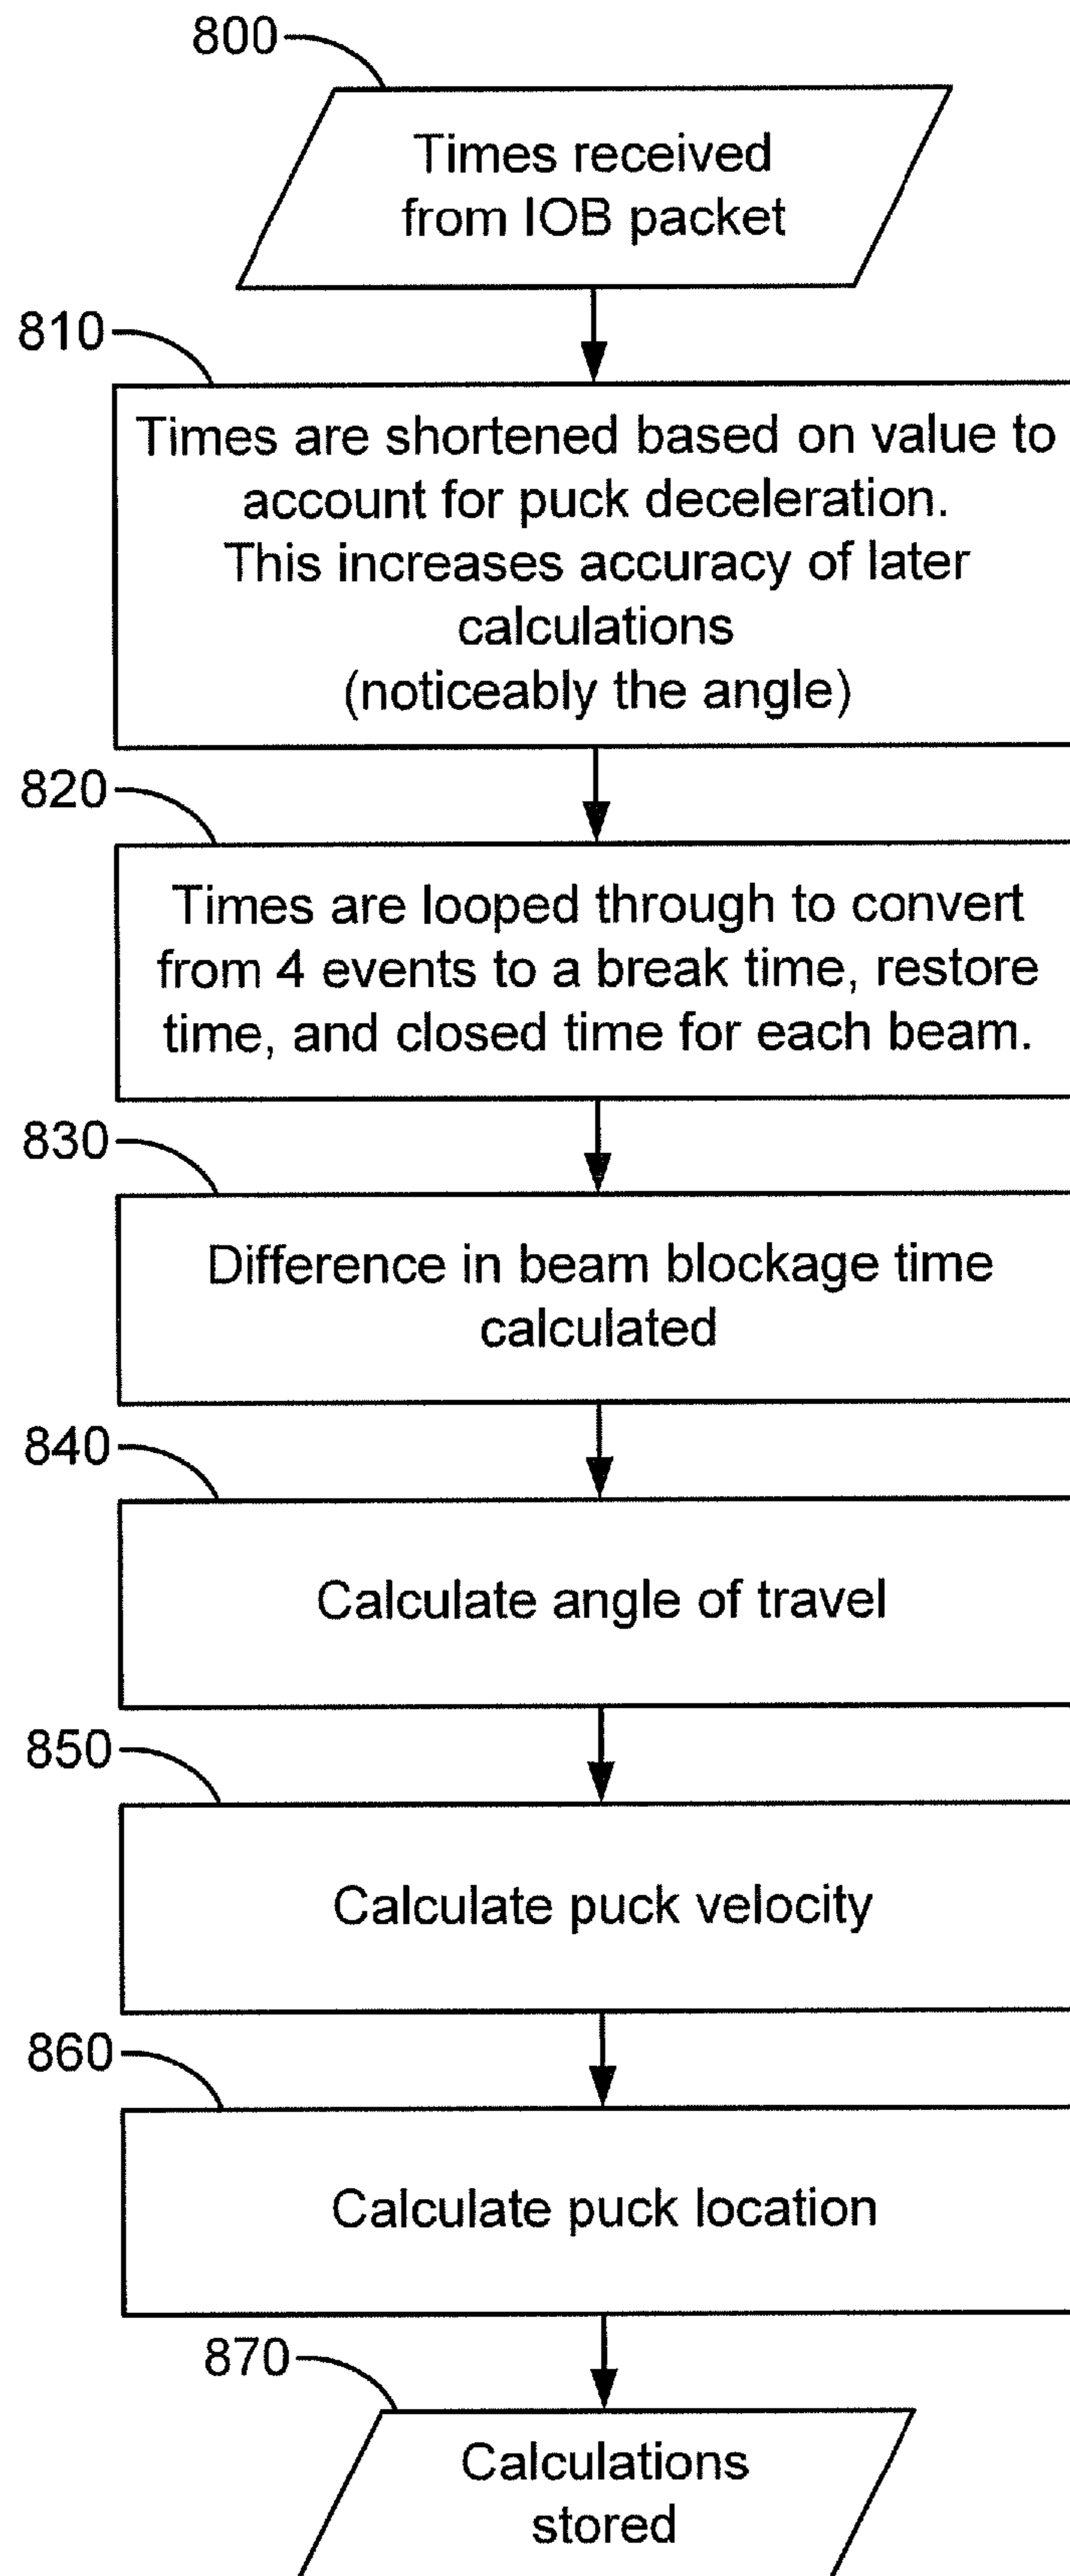 800
Times received
from IOB packet
810
Times are shortened based on value to
account for puck deceleration.
This increases accuracy of later
calculations
(noticeably the angle)
820
Times are looped through to convert
from 4 events to a break time, restore
time, and closed time for each beam.
830
Difference in beam blockage time
calculated
840
Calculate angle of travel
850
Calculate puck velocity
860
Calculate puck location
870
Calculations
stored